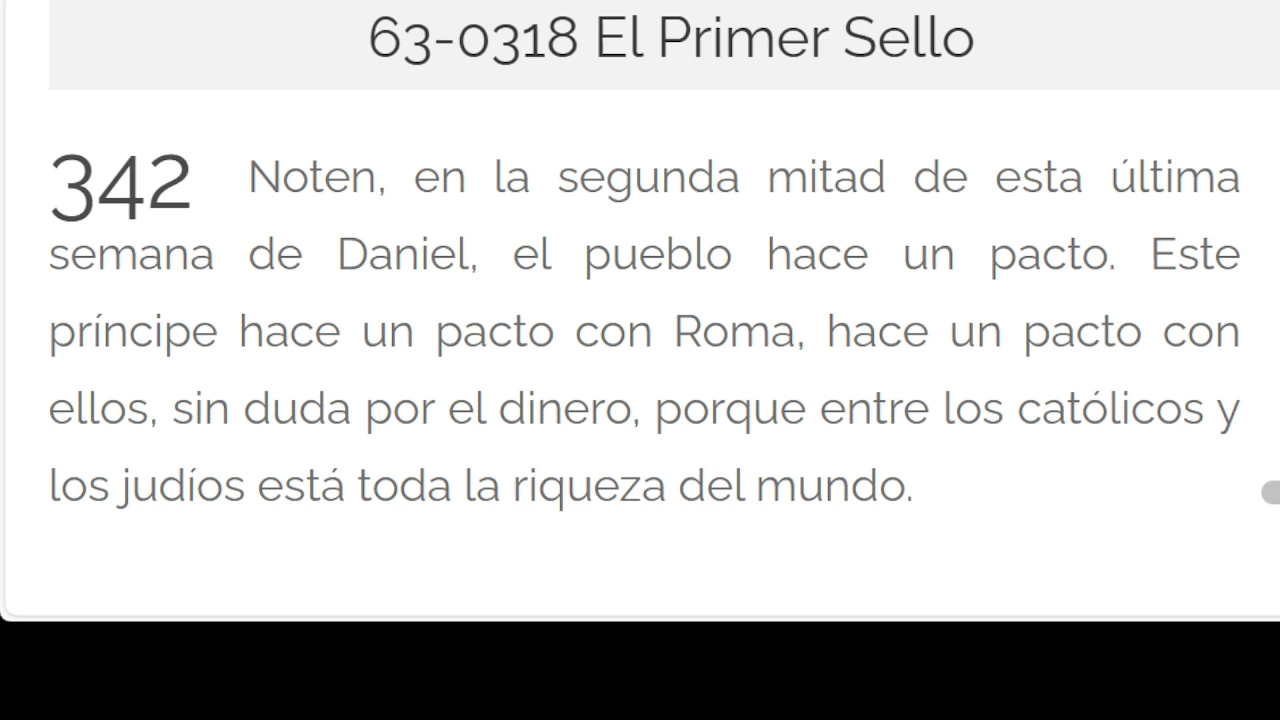 63-0318 El Primer Sello
342 Noten, en la segunda mitad de esta última
semana de Daniel, el pueblo hace un pacto. Este
príncipe hace un pacto con Roma, hace un pacto con
ellos, sin duda por el dinero, porque entre los católicos y
los judíos está toda la riqueza del mundo.